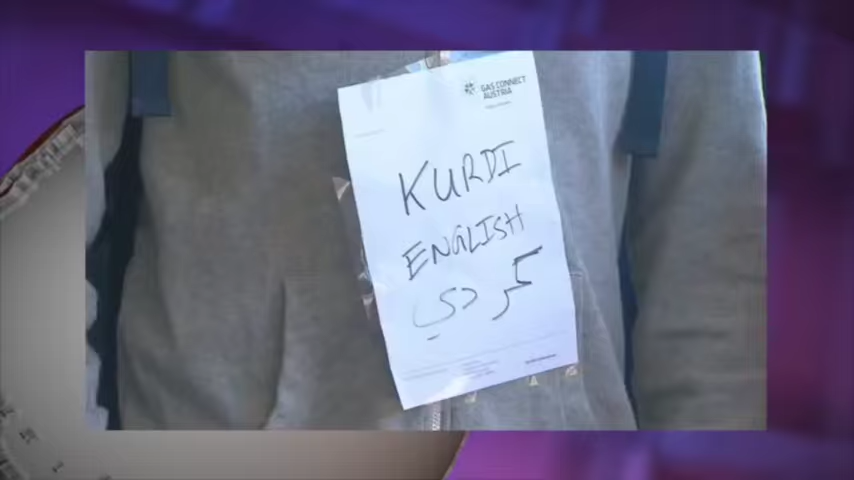 GAS CONNECT
AUSTRIA
KURDI
ENGLISH
كردي